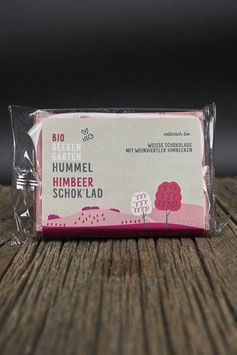 BIO
BEEREN
GARTEN
HUMMEL
HIMBEER
SCHOK'LAD
natürlich bio
WEISSE SCHOKOLADE
MIT WEINVIERTLER HIMBEEREN